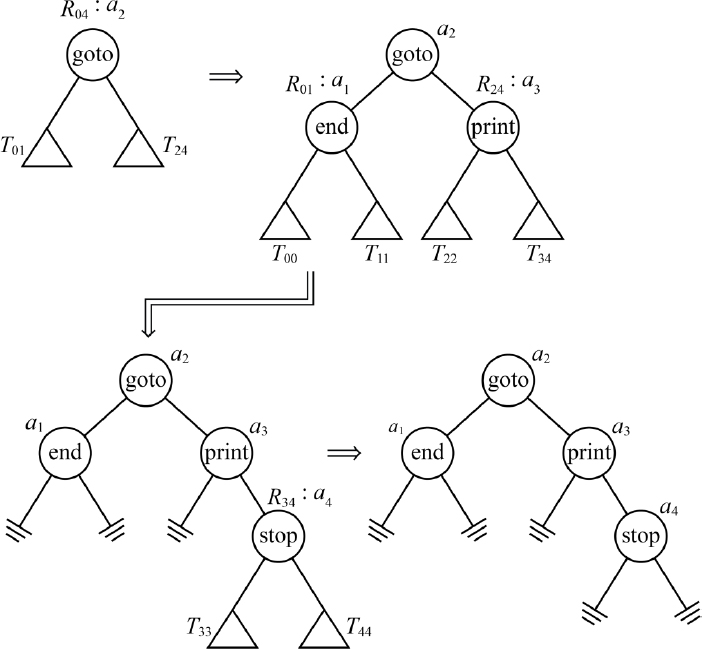 R₀₄ : a₂
goto
T₀₁ T₂₄
⟹
a₂
goto
R₀₁ : a₁ R₂₄ : a₃
end print
T₀₀ T₁₁ T₂₂ T₃₄
a₂
goto
a₁ a₃
end print
R₃₄ : a₄
stop
T₃₃ T₄₄
⟹
a₂
goto
a₁ a₃
end print
a₄
stop